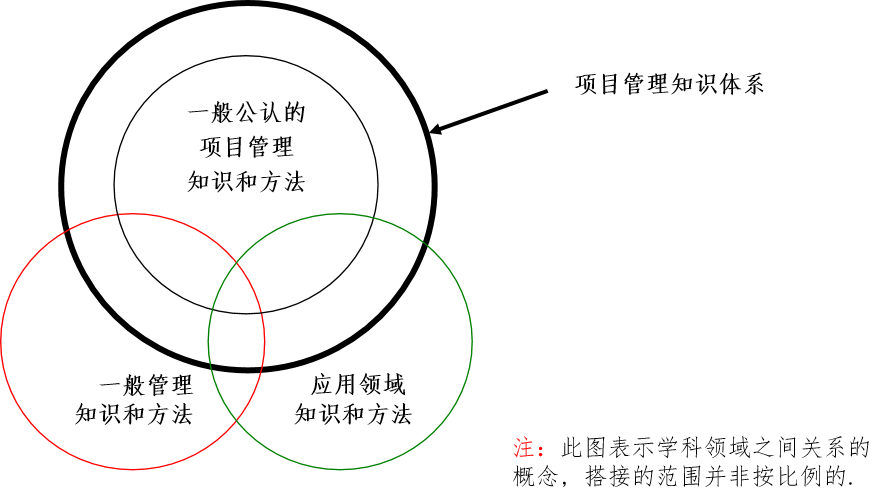 项目管理知识体系
一般公认的
项目管理
知识和方法
一般管理
知识和方法
应用领域
知识和方法
注：此图表示学科领域之间关系的
概念，搭接的范围并非按比例的.